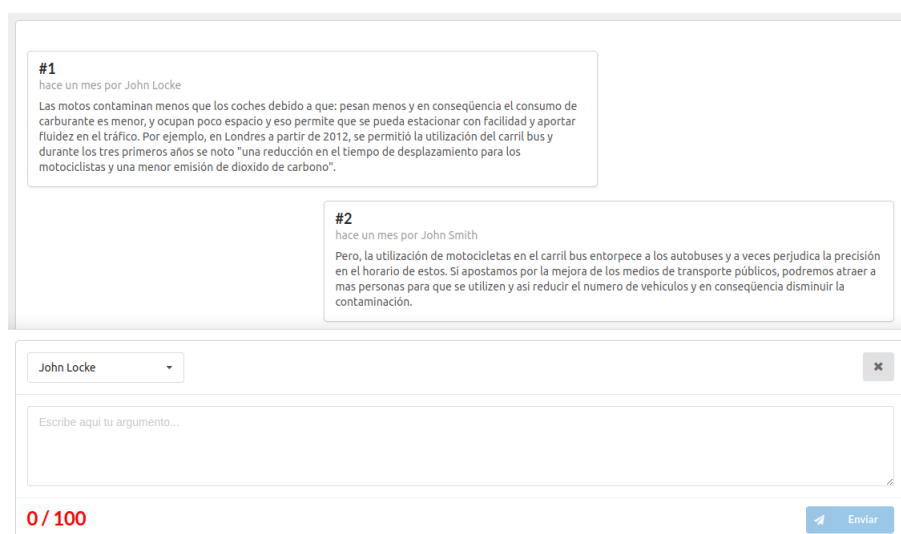 #1
hace un mes por John Locke
Las motos contaminan menos que los coches debido a que: pesan menos y en conseqüencia el consumo de
carburante es menor, y ocupan poco espacio y eso permite que se pueda estacionar con facilidad y aportar
fluidez en el tráfico. Por ejemplo, en Londres a partir de 2012, se permitió la utilización del carril bus y
durante los tres primeros años se noto "una reducción en el tiempo de desplazamiento para los
motociclistas y una menor emisión de dioxido de carbono".
#2
hace un mes por John Smith
Pero, la utilización de motocicletas en el carril bus entorpece a los autobuses y a veces perjudica la precisión
en el horario de estos. Si apostamos por la mejora de los medios de transporte públicos, podremos atraer a
mas personas para que se utilizen y asi reducir el numero de vehiculos y en conseqüencia disminuir la
contaminación.
John Locke
Escribe aqui tu argumento...
0 / 100
Enviar